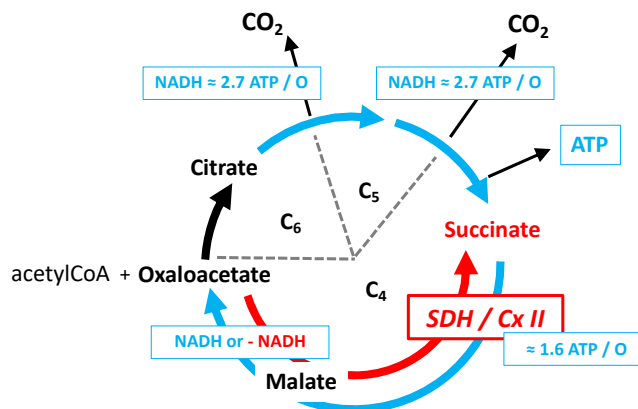 CO2
CO2
NADH ≈ 2.7 ATP / O
NADH ≈ 2.7 ATP / O
ATP
Citrate
C5
C6
Succinate
acetylCoA + Oxaloacetate
C4
SDH / Cx II
NADH or - NADH
≈ 1.6 ATP / O
Malate